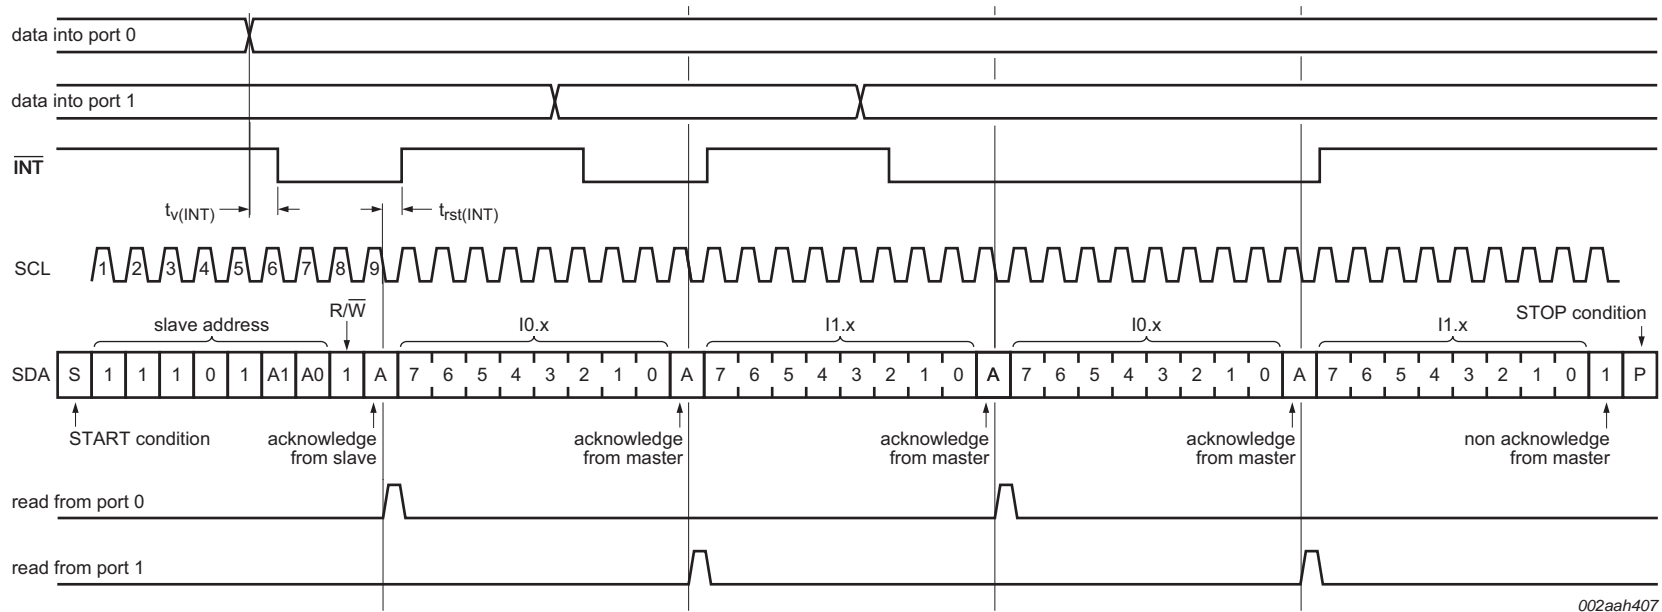 data into port 0
data into port 1
INT
tv(INT) trst(INT)
SCL 1 2 3 4 5 6 7 8 9
R/W STOP condition
slave address I0.x I1.x I0.x I1.x
SDA S 1 1 1 0 1 A1 A0 1 A 7 6 5 4 3 2 1 0 A 7 6 5 4 3 2 1 0 A 7 6 5 4 3 2 1 0 A 7 6 5 4 3 2 1 0 1 P
START condition acknowledge acknowledge acknowledge acknowledge non acknowledge
from slave from master from master from master from master
read from port 0
read from port 1
002aah407